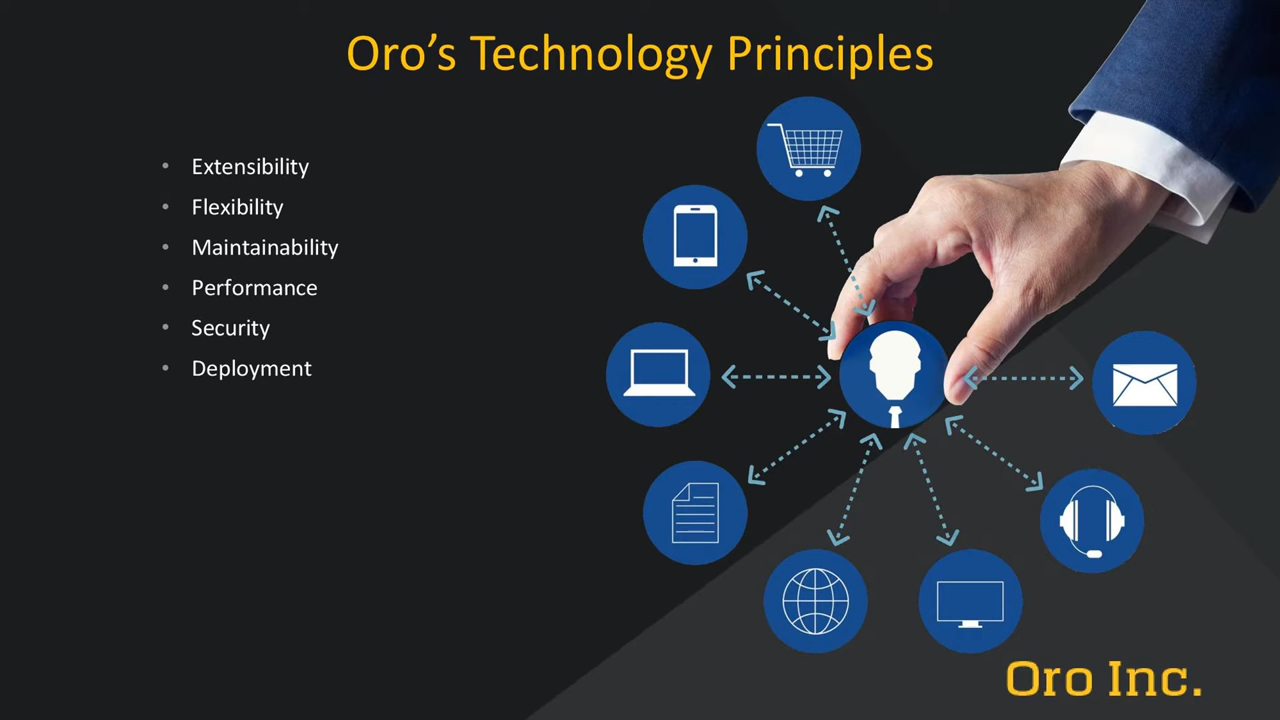 Oro’s Technology Principles
• Extensibility
• Flexibility
• Maintainability
• Performance
• Security
• Deployment
Oro Inc.